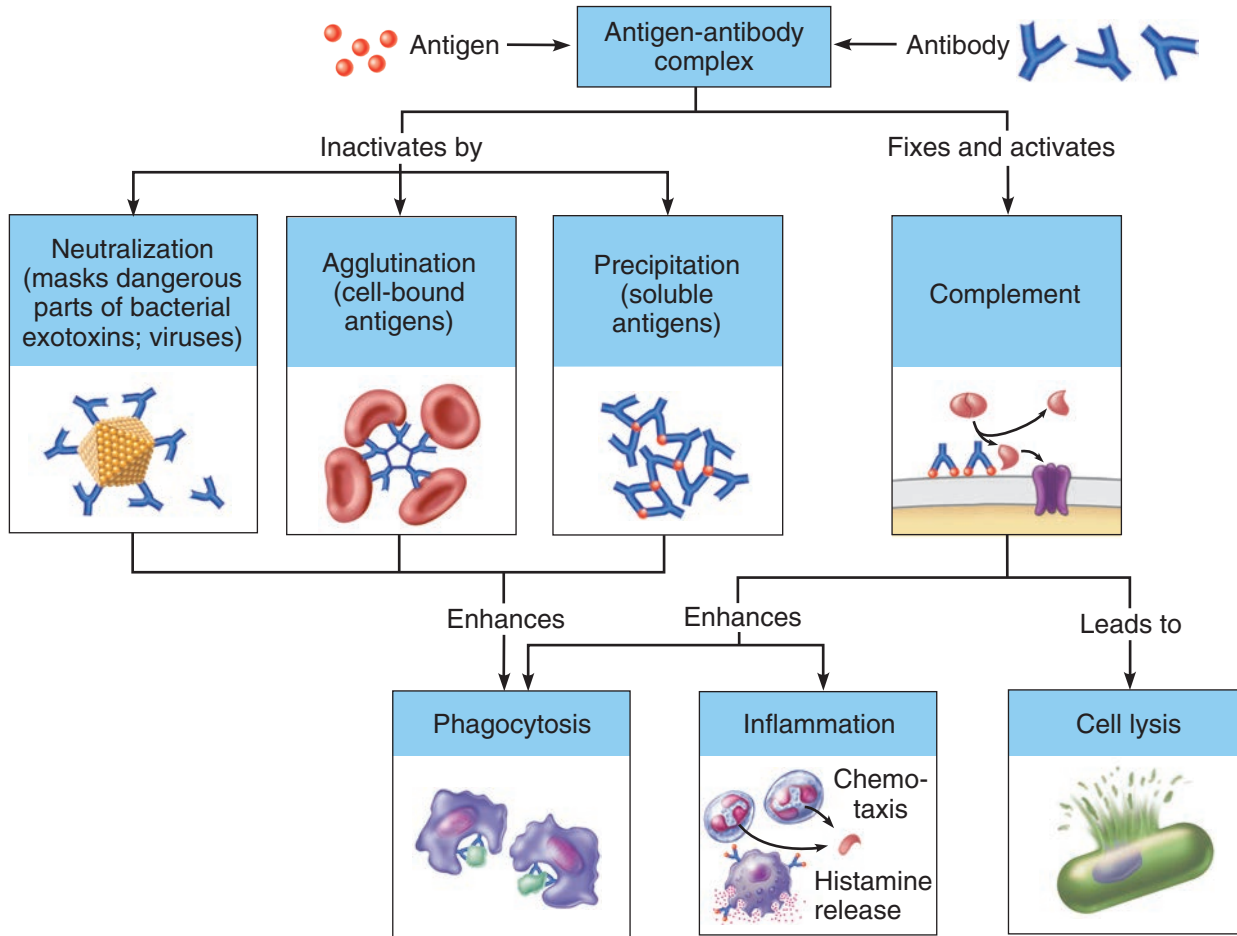 Antigen
Antigen-antibody
complex
Antibody
Inactivates by
Fixes and activates
Neutralization
(masks dangerous
parts of bacterial
exotoxins; viruses)
Agglutination
(cell-bound
antigens)
Precipitation
(soluble
antigens)
Complement
Enhances
Enhances
Leads to
Phagocytosis
Inflammation
Cell lysis
Chemo-
taxis
Histamine
release